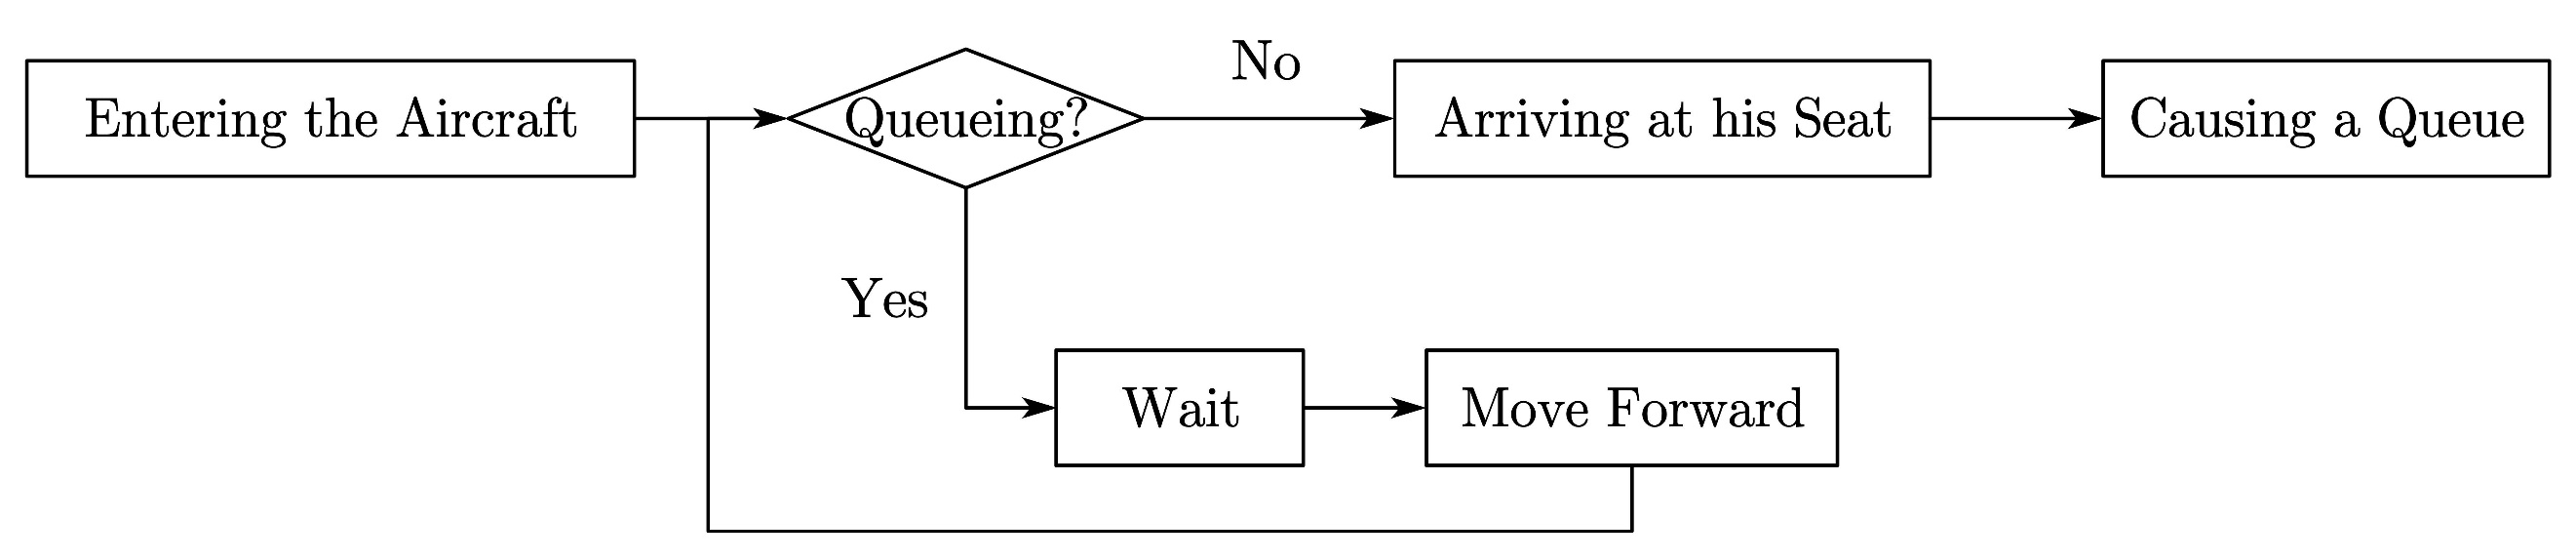 Entering the Aircraft
Queueing?
No
Arriving at his Seat
Causing a Queue
Yes
Wait
Move Forward